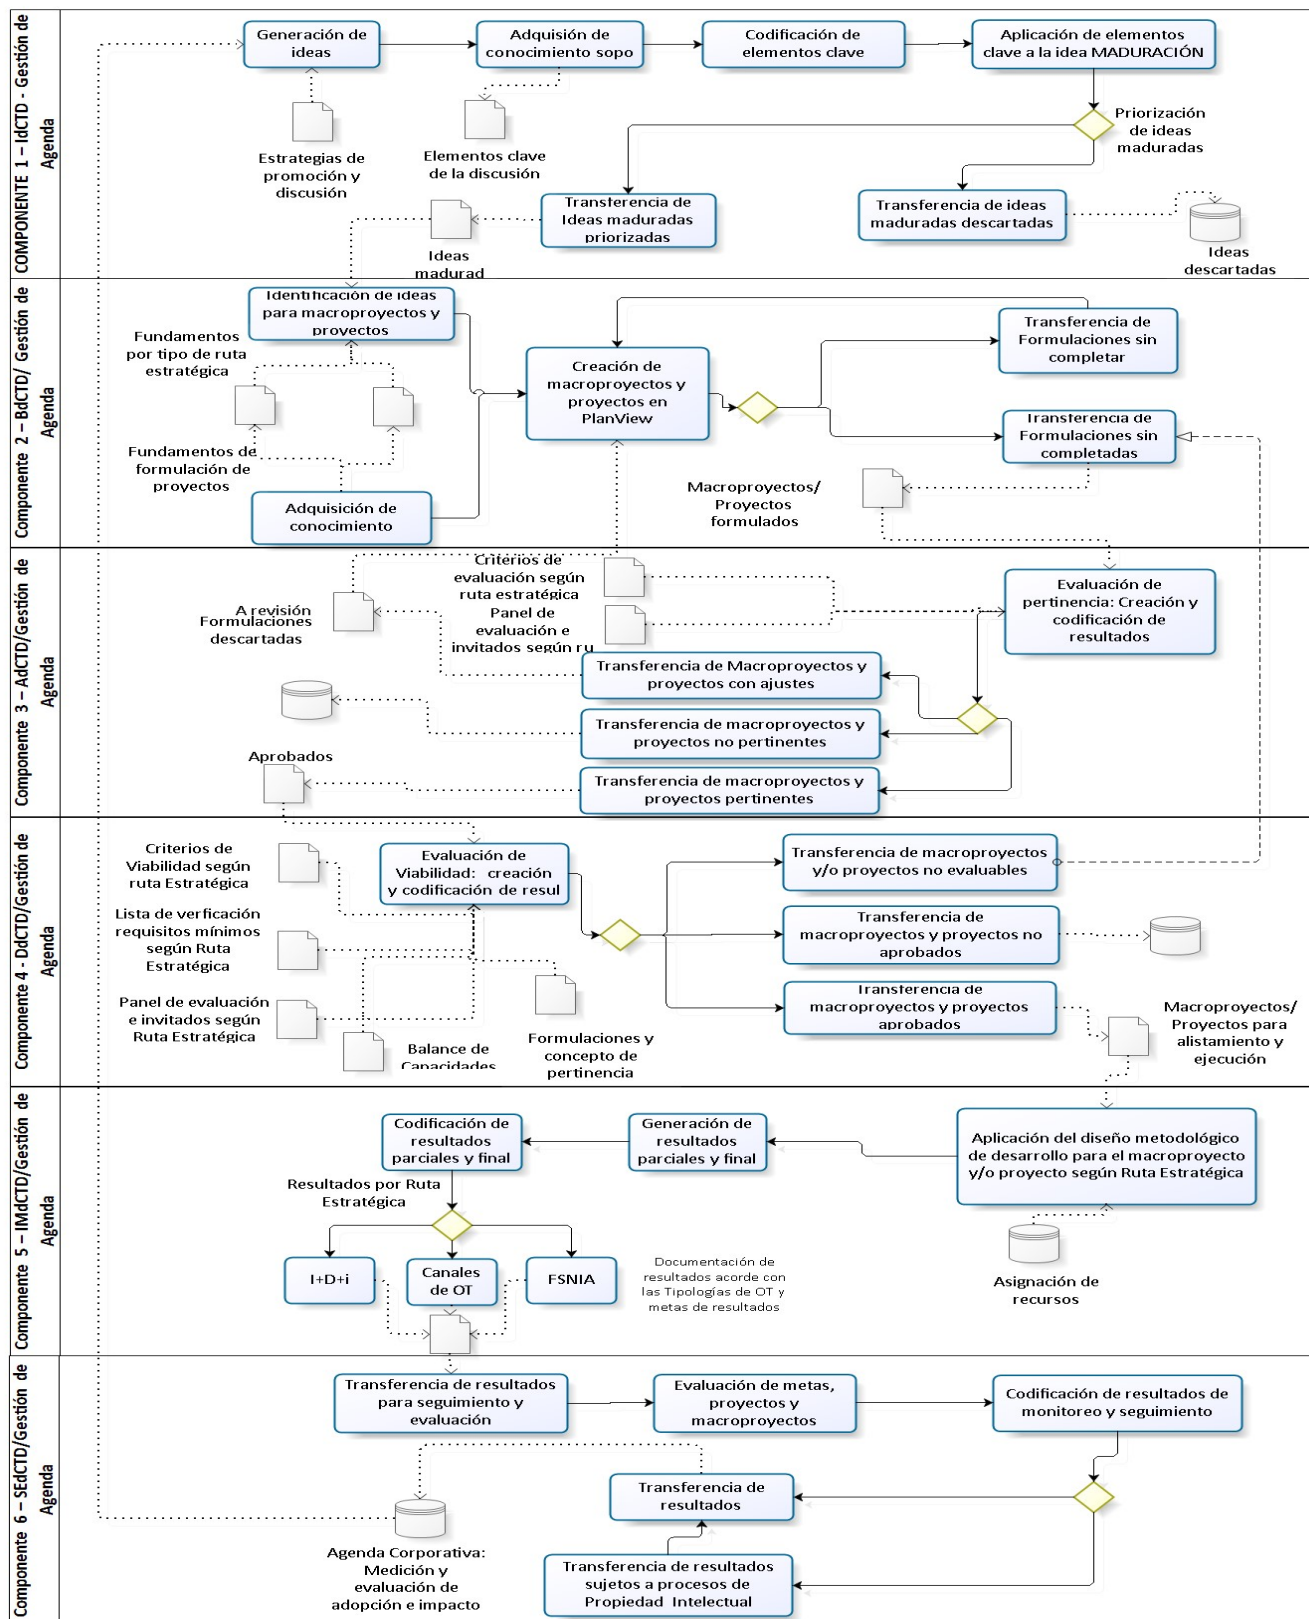 COMPONENTE 1 – IdCTD - Gestión de
Agenda
Generación de
ideas
Adquisión de
conocimiento sopo
Codificación de
elementos clave
Aplicación de elementos
clave a la idea MADURACIÓN
Estrategias de
promoción y
discusión
Elementos clave
de la discusión
Priorización
de ideas
maduradas
Transferencia de
Ideas maduradas
priorizadas
Transferencia de ideas
maduradas descartadas
Ideas
madurad
Ideas
descartadas
Componente 2 – BdCTD/ Gestión de
Agenda
Identificación de ideas
para macroproyectos y
proyectos
Fundamentos
por tipo de ruta
estratégica
Fundamentos de
formulación de
proyectos
Adquisición de
conocimiento
Creación de
macroproyectos y
proyectos en
PlanView
Transferencia de
Formulaciones sin
completar
Transferencia de
Formulaciones sin
completadas
Macroproyectos/
Proyectos
formulados
Componente 3 – AdCTD/Gestión de
Agenda
Criterios de
evaluación según
ruta estratégica
Panel de
evaluación e
invitados según ru
A revisión
Formulaciones
descartadas
Evaluación de
pertinencia: Creación y
codificación de
resultados
Transferencia de Macroproyectos y
proyectos con ajustes
Transferencia de macroproyectos y
proyectos no pertinentes
Aprobados
Transferencia de macroproyectos y
proyectos pertinentes
Componente 4 - DdCTD/Gestión de
Agenda
Criterios de
Viabilidad según
ruta Estratégica
Lista de verficación
requisitos mínimos
según Ruta
Estratégica
Panel de evaluación
e invitados según
Ruta Estratégica
Evaluación de
Viabilidad: creación
y codificación de resul
Balance de
Capacidades
Formulaciones y
concepto de
pertinencia
Transferencia de macroproyectos
y/o proyectos no evaluables
Transferencia de
macroproyectos y proyectos no
aprobados
Transferencia de
macroproyectos y proyectos
aprobados
Macroproyectos/
Proyectos para
alistamiento y
ejecución
Componente 5 – IMdCTD/Gestión de
Agenda
Codificación de
resultados
parciales y final
Generación de
resultados
parciales y final
Aplicación del diseño metodológico
de desarrollo para el macroproyecto
y/o proyecto según Ruta Estratégica
Resultados por Ruta
Estratégica
I+D+i
Canales
de OT
FSNIA
Documentación de
resultados acorde con
las Tipologías de OT y
metas de resultados
Asignación de
recursos
Componente 6 – SEdCTD/Gestión de
Agenda
Transferencia de resultados
para seguimiento y
evaluación
Evaluación de metas,
proyectos y
macroproyectos
Codificación de resultados de
monitoreo y seguimiento
Transferencia de
resultados
Agenda Corporativa:
Medición y
evaluación de
adopción e impacto
Transferencia de resultados
sujetos a procesos de
Propiedad Intelectual